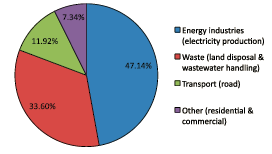 7.34%
11.92%
47.14%
33.60%
Energy industries
(electricity production)
Waste (land disposal &
wastewater handling)
Transport (road)
Other (residential &
commercial)